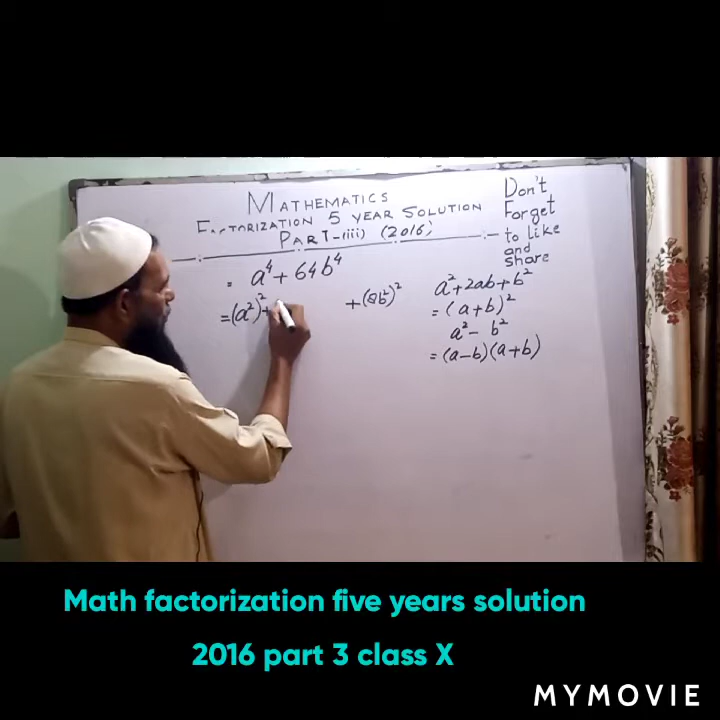 MATHEMATICS
FACTORIZATION 5 YEAR SOLUTION
PART-(iii) (2016)
Don't
Forget
to like
and
share
= a⁴ + 64b⁴
= (a²)² + + (8b²)²
a² + 2ab + b²
= (a + b)²
a² - b²
= (a - b)(a + b)
Math factorization five years solution
2016 part 3 class X
MYMOVIE